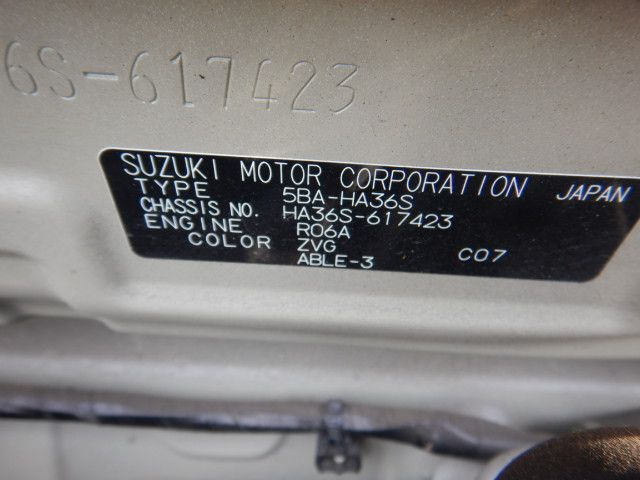 6S-617423
SUZUKI MOTOR CORPORATION JAPAN
TYPE 5BA-HA36S
CHASSIS NO. HA36S-617423
ENGINE R06A
COLOR ZVG
ABLE-3 C07